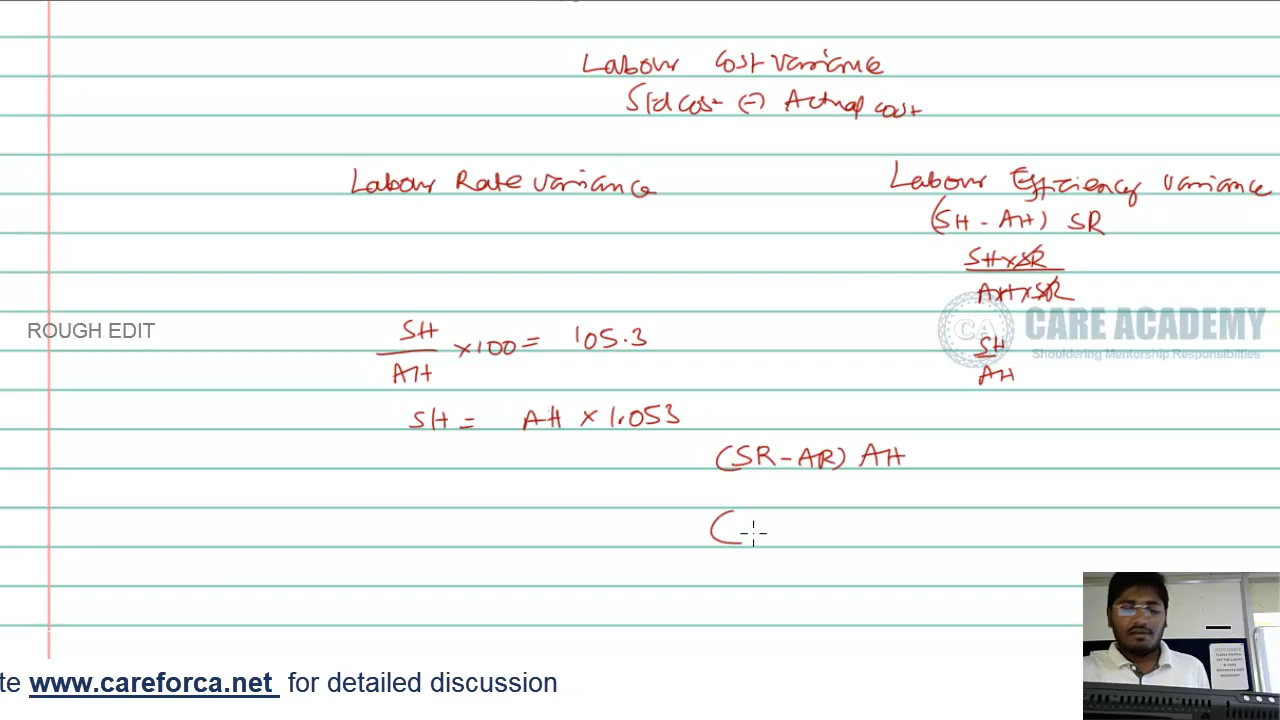 Labour Cost Variance
Std cost (-) Actual cost
Labour Rate Variance
Labour Efficiency Variance
(SH - AH) SR
SH×SR
AH×SR
CARE ACADEMY
CA
Shouldering Mentorship Responsibilities
ROUGH EDIT
SH
AH
×100 = 105.3
SH
AH
SH = AH × 1.053
(SR - AR) AH
(
te www.careforca.net for detailed discussion